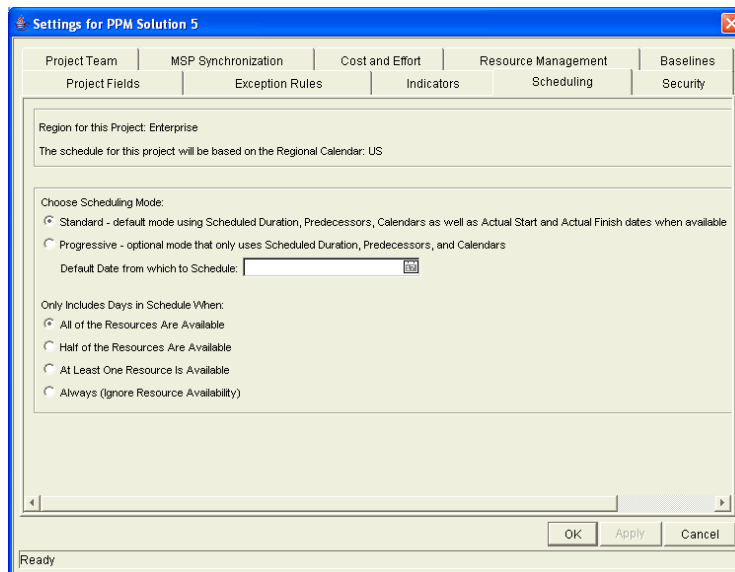 Settings for PPM Solution 5
Project Team MSP Synchronization Cost and Effort Resource Management Baselines
Project Fields Exception Rules Indicators Scheduling Security
Region for this Project: Enterprise
The schedule for this project will be based on the Regional Calendar: US
Choose Scheduling Mode:
Standard - default mode using Scheduled Duration, Predecessors, Calendars as well as Actual Start and Actual Finish dates when available
Progressive - optional mode that only uses Scheduled Duration, Predecessors, and Calendars
Default Date from which to Schedule:
Only Includes Days in Schedule When:
All of the Resources Are Available
Half of the Resources Are Available
At Least One Resource Is Available
Always (Ignore Resource Availability)
OK Apply Cancel
Ready